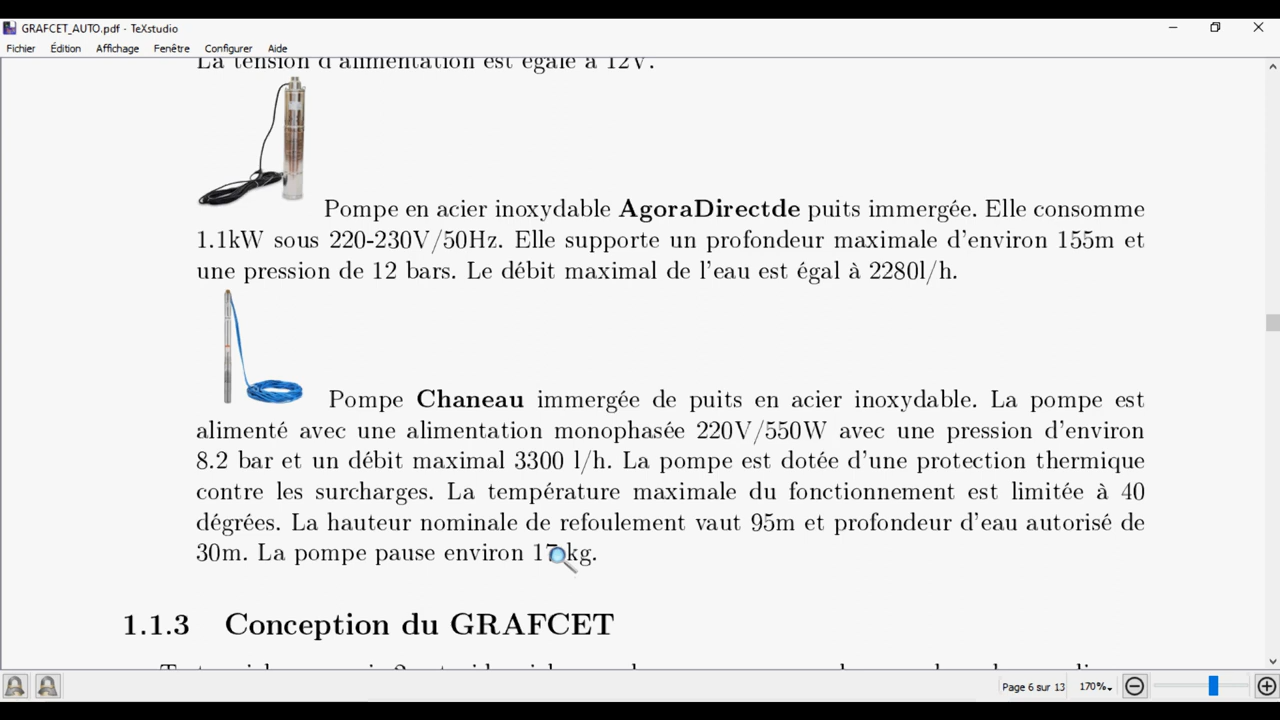 GRAFCET_AUTO.pdf - TeXstudio
Fichier Édition Affichage Fenêtre Configurer Aide
La tension d'alimentation est égale à 12V.
Pompe en acier inoxydable AgoraDirectde puits immergée. Elle consomme
1.1kW sous 220-230V/50Hz. Elle supporte un profondeur maximale d'environ 155m et
une pression de 12 bars. Le débit maximal de l'eau est égal à 2280l/h.
Pompe Chaneau immergée de puits en acier inoxydable. La pompe est
alimenté avec une alimentation monophasée 220V/550W avec une pression d'environ
8.2 bar et un débit maximal 3300 l/h. La pompe est dotée d'une protection thermique
contre les surcharges. La température maximale du fonctionnement est limitée à 40
dégrées. La hauteur nominale de refoulement vaut 95m et profondeur d'eau autorisé de
30m. La pompe pause environ kg.
1.1.3 Conception du GRAFCET
Page 6 sur 13 170%